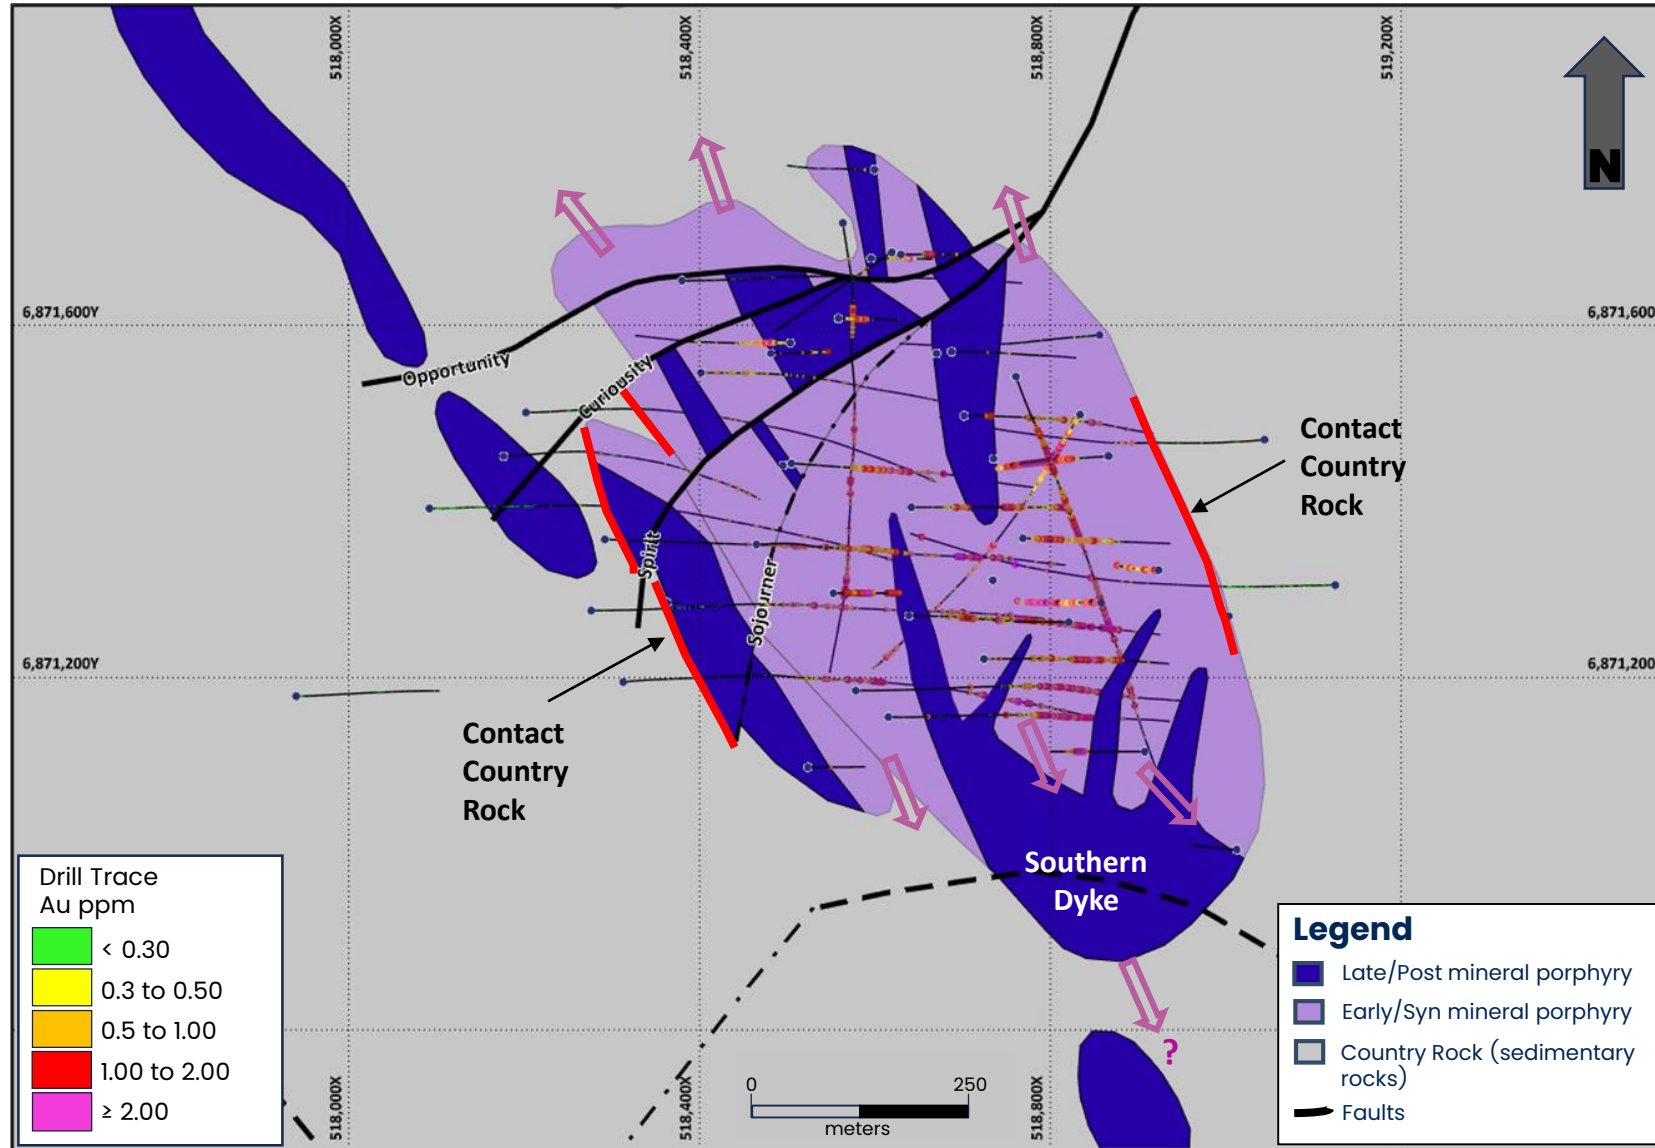 518,000X
518,400X
518,800X
519,200X
N
6,871,600Y
6,871,600
Opportunity
Curiousity
Contact
Country
Rock
Spirit
Sojourner
6,871,200Y
6,871,200
Contact
Country
Rock
Southern
Dyke
?
Drill Trace
Au ppm
< 0.30
0.3 to 0.50
0.5 to 1.00
1.00 to 2.00
≥ 2.00
518,000X
518,400X
518,800X
0
250
meters
Legend
Late/Post mineral porphyry
Early/Syn mineral porphyry
Country Rock (sedimentary
rocks)
Faults